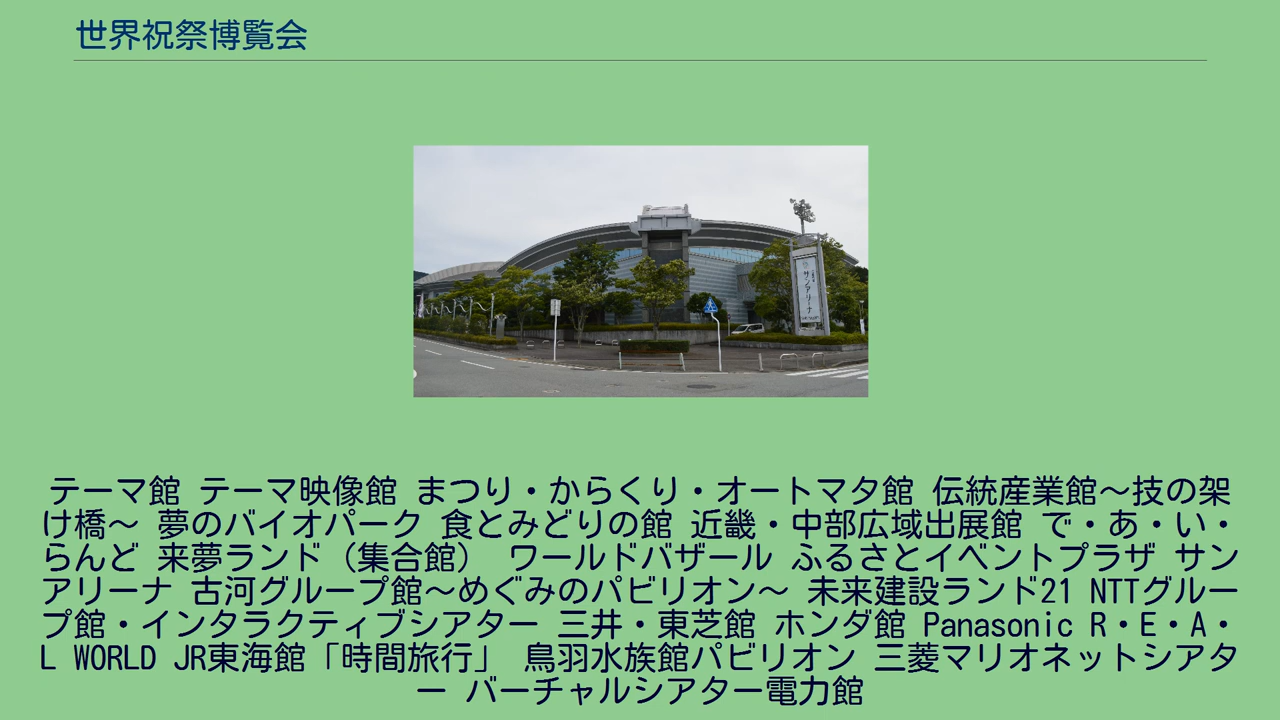 世界祝祭博覧会
サンアリーナ
テーマ館 テーマ映像館 まつり・からくり・オートマタ館 伝統産業館～技の架
け橋～ 夢のバイオパーク 食とみどりの館 近畿・中部広域出展館 で・あ・い・
らんど 来夢ランド（集合館） ワールドバザール ふるさとイベントプラザ サン
アリーナ 古河グループ館～めぐみのパビリオン～ 未来建設ランド21 NTTグルー
プ館・インタラクティブシアター 三井・東芝館 ホンダ館 Panasonic R・E・A・
L WORLD JR東海館「時間旅行」 鳥羽水族館パビリオン 三菱マリオネットシアタ
ー バーチャルシアター電力館